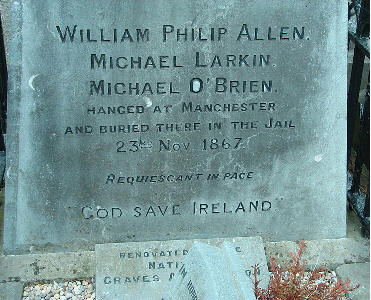 William Philip Allen.
Michael Larkin.
Michael O'Brien.
Hanged at Manchester
and buried there in the Jail
23rd Nov 1867.
Requiescant in pace
"God save Ireland"
Renovated
Nati
Graves